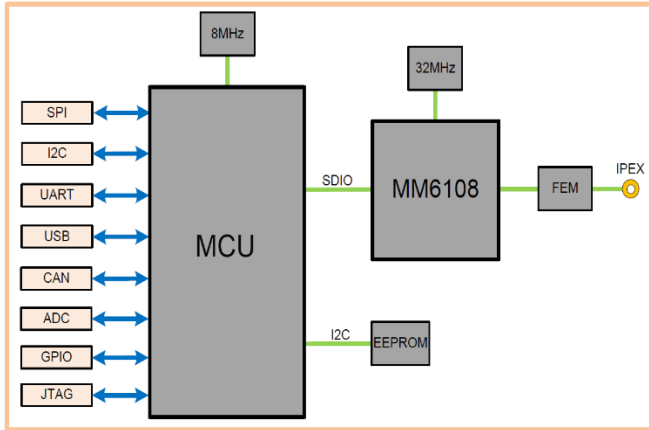 8MHz
32MHz
SPI
I2C
UART
USB
CAN
ADC
GPIO
JTAG
MCU
SDIO
MM6108
FEM
IPEX
I2C
EEPROM